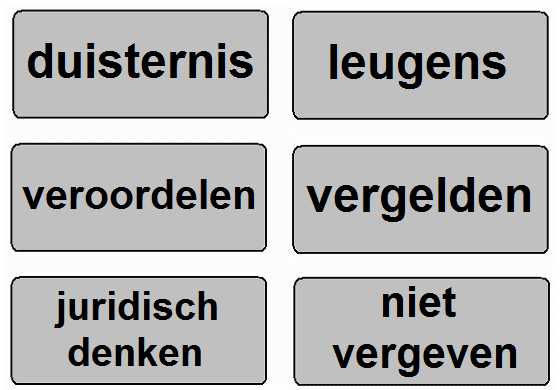 duisternis
leugens
veroordelen
vergelden
juridisch
denken
niet
vergeven